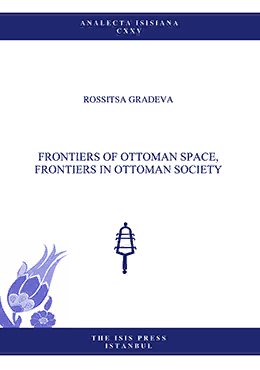 ANALECTA ISISIANA
CXXV
ROSSITSA GRADEVA
FRONTIERS OF OTTOMAN SPACE,
FRONTIERS IN OTTOMAN SOCIETY
THE ISIS PRESS
ISTANBUL